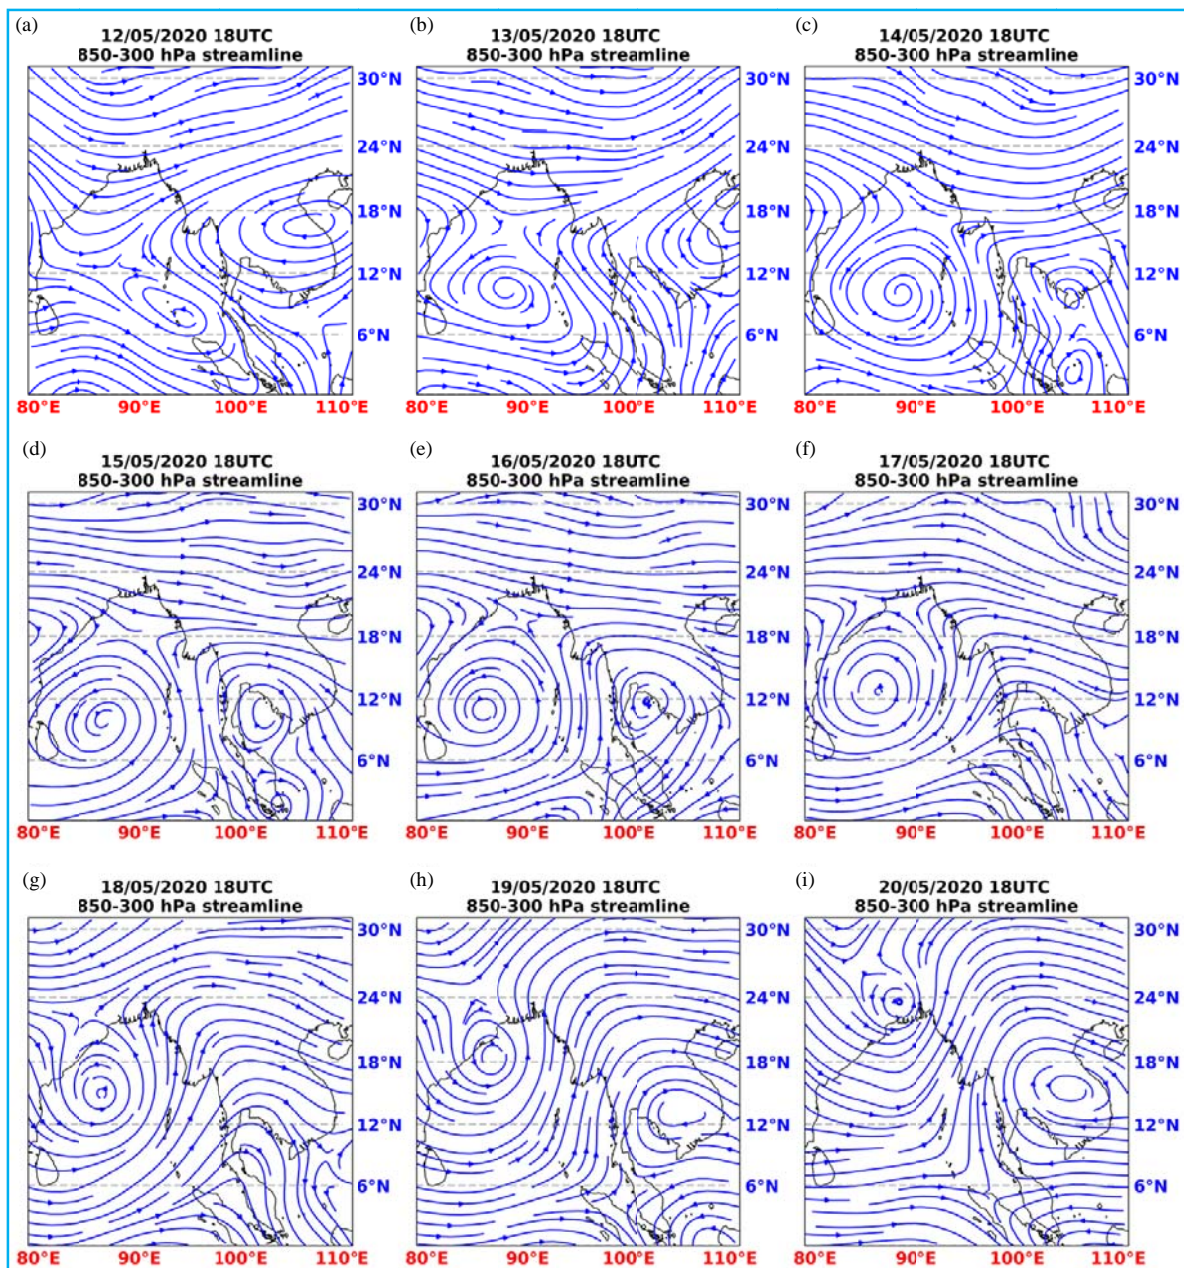 (a) (b) (c)
12/05/2020 18UTC 13/05/2020 18UTC 14/05/2020 18UTC
850-300 hPa streamline 850-300 hPa streamline 850-300 hPa streamline
30°N 30°N 30°N
24°N 24°N 24°N
18°N 18°N 18°N
12°N 12°N 12°N
6°N 6°N 6°N
80°E 90°E 100°E 110°E 80°E 90°E 100°E 110°E 80°E 90°E 100°E 110°E
(d) (e) (f)
15/05/2020 18UTC 16/05/2020 18UTC 17/05/2020 18UTC
850-300 hPa streamline 850-300 hPa streamline 850-300 hPa streamline
30°N 30°N 30°N
24°N 24°N 24°N
18°N 18°N 18°N
12°N 12°N 12°N
6°N 6°N 6°N
80°E 90°E 100°E 110°E 80°E 90°E 100°E 110°E 80°E 90°E 100°E 110°E
(g) (h) (i)
18/05/2020 18UTC 19/05/2020 18UTC 20/05/2020 18UTC
850-300 hPa streamline 850-300 hPa streamline 850-300 hPa streamline
30°N 30°N 30°N
24°N 24°N 24°N
18°N 18°N 18°N
12°N 12°N 12°N
6°N 6°N 6°N
80°E 90°E 100°E 110°E 80°E 90°E 100°E 110°E 80°E 90°E 100°E 110°E